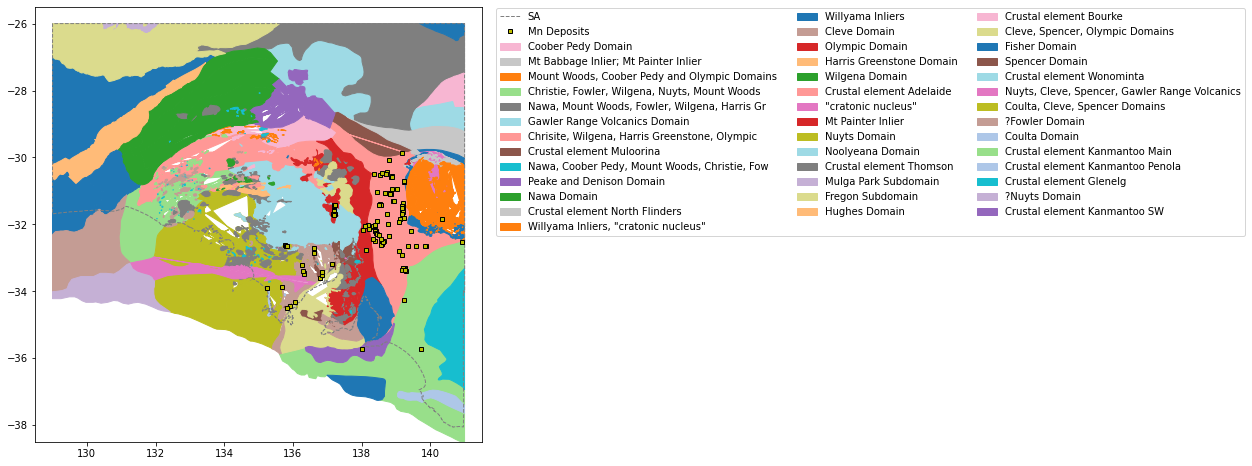 −26
−28
−30
−32
−34
−36
−38
130
132
134
136
138
140
SA
Mn Deposits
Coober Pedy Domain
Mt Babbage Inlier; Mt Painter Inlier
Mount Woods, Coober Pedy and Olympic Domains
Christie, Fowler, Wilgena, Nuyts, Mount Woods
Nawa, Mount Woods, Fowler, Wilgena, Harris Gr
Gawler Range Volcanics Domain
Chrisite, Wilgena, Harris Greenstone, Olympic
Crustal element Muloorina
Nawa, Coober Pedy, Mount Woods, Christie, Fow
Peake and Denison Domain
Nawa Domain
Crustal element North Flinders
Willyama Inliers, "cratonic nucleus"
Willyama Inliers
Cleve Domain
Olympic Domain
Harris Greenstone Domain
Wilgena Domain
Crustal element Adelaide
"cratonic nucleus"
Mt Painter Inlier
Nuyts Domain
Noolyeana Domain
Crustal element Thomson
Mulga Park Subdomain
Fregon Subdomain
Hughes Domain
Crustal element Bourke
Cleve, Spencer, Olympic Domains
Fisher Domain
Spencer Domain
Crustal element Wonominta
Nuyts, Cleve, Spencer, Gawler Range Volcanics
Coulta, Cleve, Spencer Domains
?Fowler Domain
Coulta Domain
Crustal element Kanmantoo Main
Crustal element Kanmantoo Penola
Crustal element Glenelg
?Nuyts Domain
Crustal element Kanmantoo SW